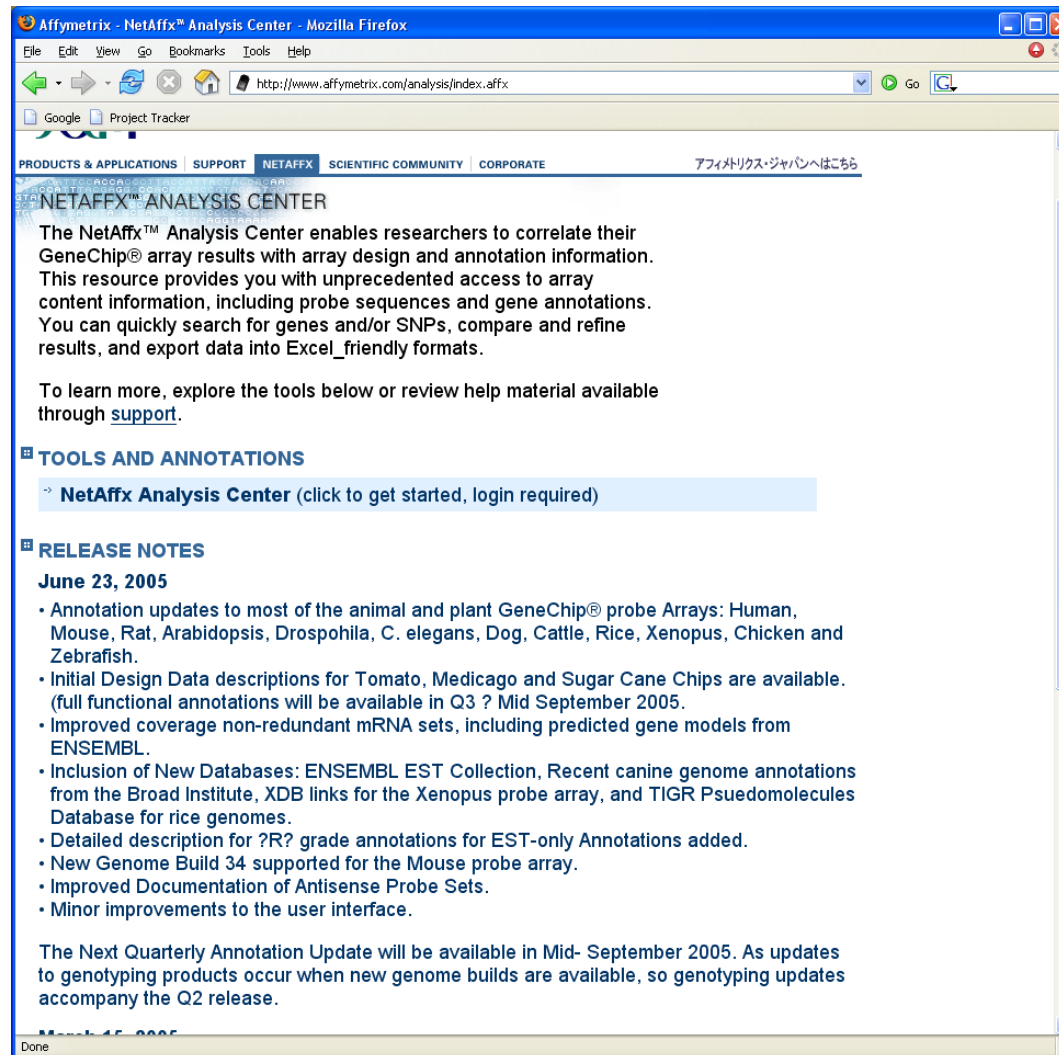 Affymetrix - NetAffx™ Analysis Center - Mozilla Firefox
File Edit View Go Bookmarks Tools Help
http://www.affymetrix.com/analysis/index.affx Go G
Google Project Tracker
PRODUCTS & APPLICATIONS SUPPORT NETAFFX SCIENTIFIC COMMUNITY CORPORATE アフィメトリクス・ジャパンへはこちら
NETAFFX™ ANALYSIS CENTER
The NetAffx™ Analysis Center enables researchers to correlate their
GeneChip® array results with array design and annotation information.
This resource provides you with unprecedented access to array
content information, including probe sequences and gene annotations.
You can quickly search for genes and/or SNPs, compare and refine
results, and export data into Excel_friendly formats.
To learn more, explore the tools below or review help material available
through support.
TOOLS AND ANNOTATIONS
NetAffx Analysis Center (click to get started, login required)
RELEASE NOTES
June 23, 2005
• Annotation updates to most of the animal and plant GeneChip® probe Arrays: Human,
Mouse, Rat, Arabidopsis, Drospohila, C. elegans, Dog, Cattle, Rice, Xenopus, Chicken and
Zebrafish.
• Initial Design Data descriptions for Tomato, Medicago and Sugar Cane Chips are available.
(full functional annotations will be available in Q3 ? Mid September 2005.
• Improved coverage non-redundant mRNA sets, including predicted gene models from
ENSEMBL.
• Inclusion of New Databases: ENSEMBL EST Collection, Recent canine genome annotations
from the Broad Institute, XDB links for the Xenopus probe array, and TIGR Psuedomolecules
Database for rice genomes.
• Detailed description for ?R? grade annotations for EST-only Annotations added.
• New Genome Build 34 supported for the Mouse probe array.
• Improved Documentation of Antisense Probe Sets.
• Minor improvements to the user interface.
The Next Quarterly Annotation Update will be available in Mid- September 2005. As updates
to genotyping products occur when new genome builds are available, so genotyping updates
accompany the Q2 release.
March 15, 2005
Done